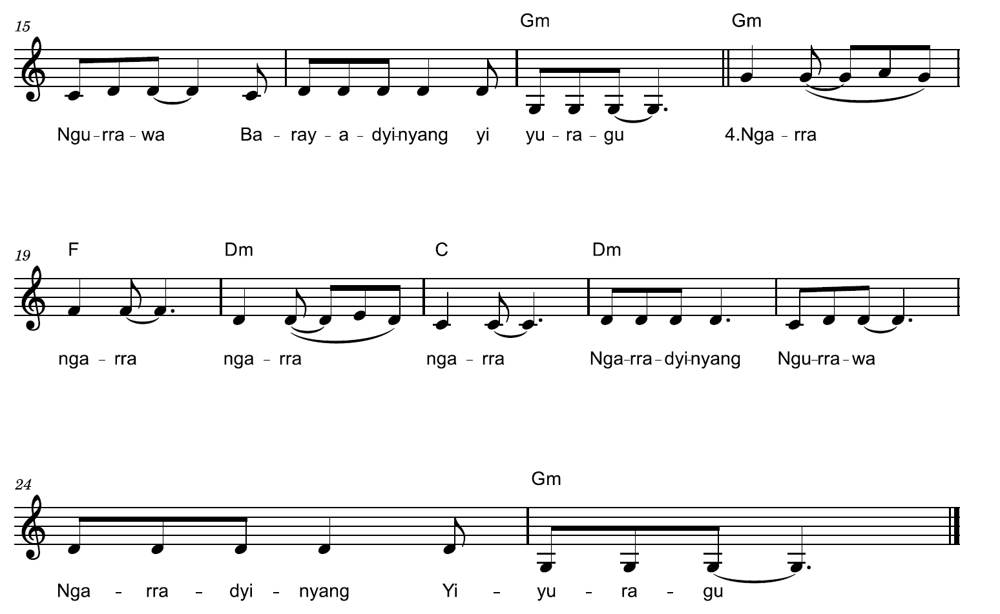 Gm Gm
15
Ngu-rra-wa Ba-ray-a-dyi-nyang yi yu-ra-gu 4.Nga-rra
F Dm C Dm
19
nga-rra nga-rra nga-rra Nga-rra-dyi-nyang Ngu-rra-wa
Gm
24
Nga-rra-dyi-nyang Yi-yu-ra-gu